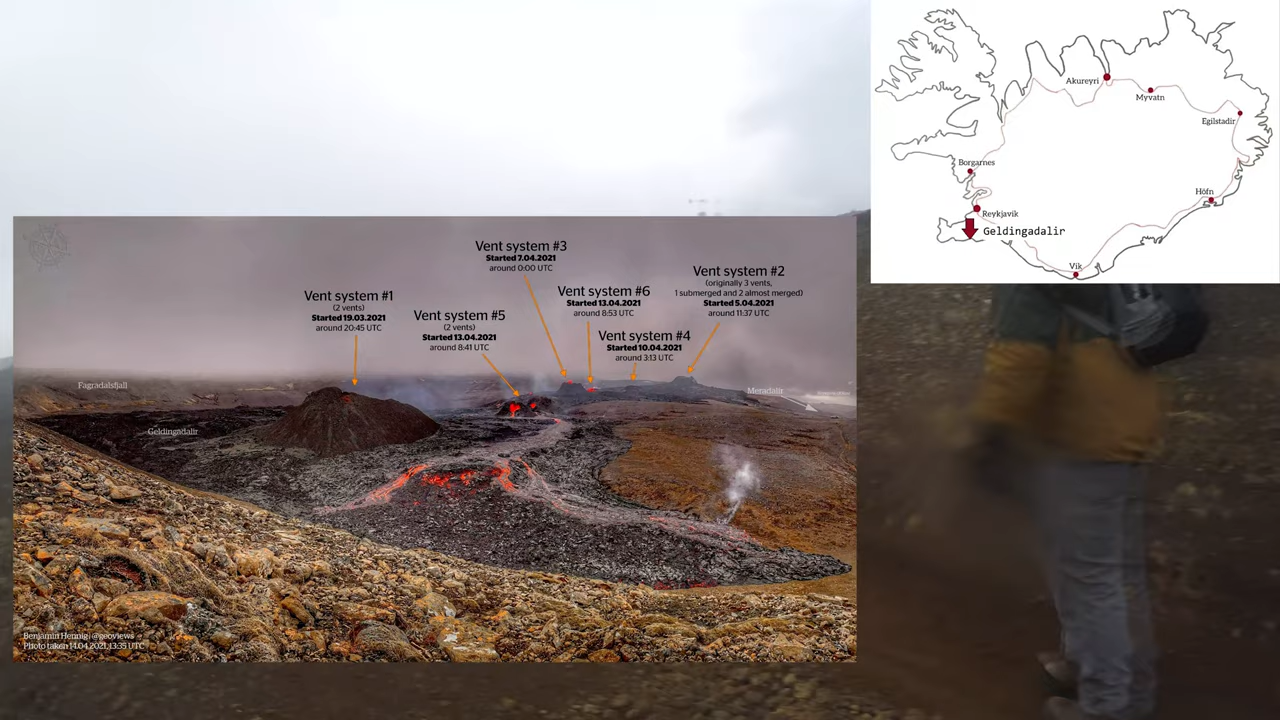 Vent system #3
Started 7.04.2021
around 0:00 UTC
Vent system #2
(originally 3 vents,
1 submerged and 2 almost merged)
Started 5.04.2021
around 11:37 UTC
Vent system #6
Started 13.04.2021
around 8:53 UTC
Vent system #1
(2 vents)
Started 19.03.2021
around 20:45 UTC
Vent system #5
(2 vents)
Started 13.04.2021
around 8:41 UTC
Vent system #4
Started 10.04.2021
around 3:13 UTC
Fagradalsfjall
Meradalir
Geldingadalir
Benjamin Hennig, @geoviews
Photo taken 14.04.2021, 13:35 UTC
Akureyri
Myvatn
Egilstadir
Borgarnes
Höfn
Reykjavik
Geldingadalir
Vik